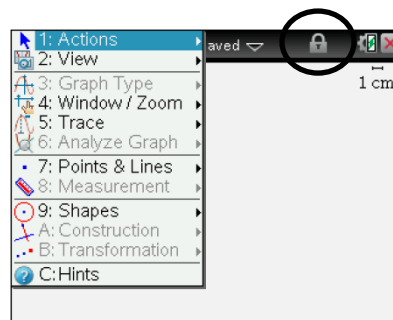 1: Actions
aved
2: View
1 cm
3: Graph Type
4: Window / Zoom
5: Trace
6: Analyze Graph
7: Points & Lines
8: Measurement
9: Shapes
A: Construction
B: Transformation
C: Hints